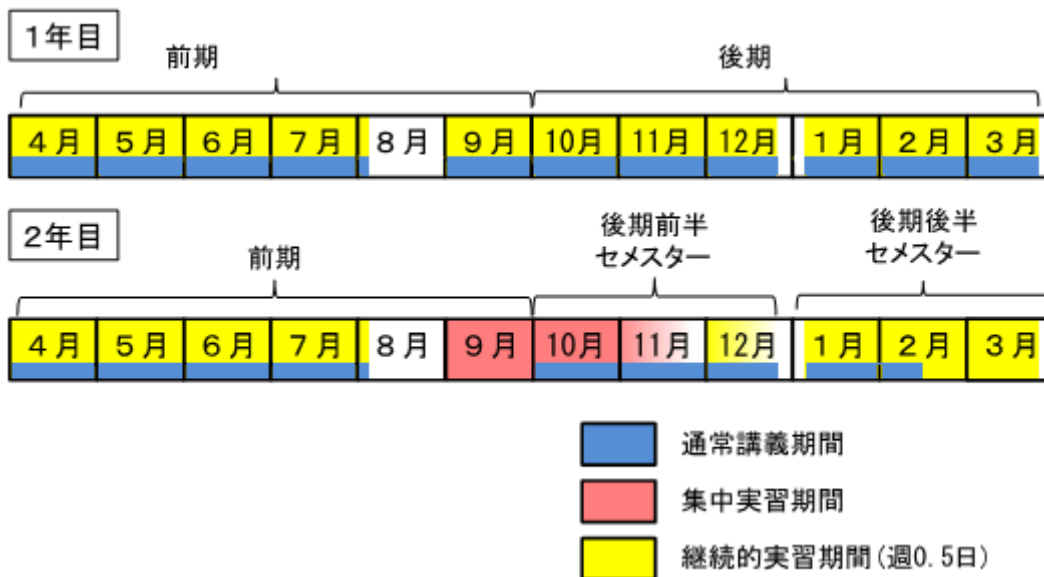 1年目
前期
後期
4月 5月 6月 7月 8月 9月 10月 11月 12月 1月 2月 3月
2年目
前期
後期前半
セメスター
後期後半
セメスター
4月 5月 6月 7月 8月 9月 10月 11月 12月 1月 2月 3月
通常講義期間
集中実習期間
継続的実習期間(週0.5日)